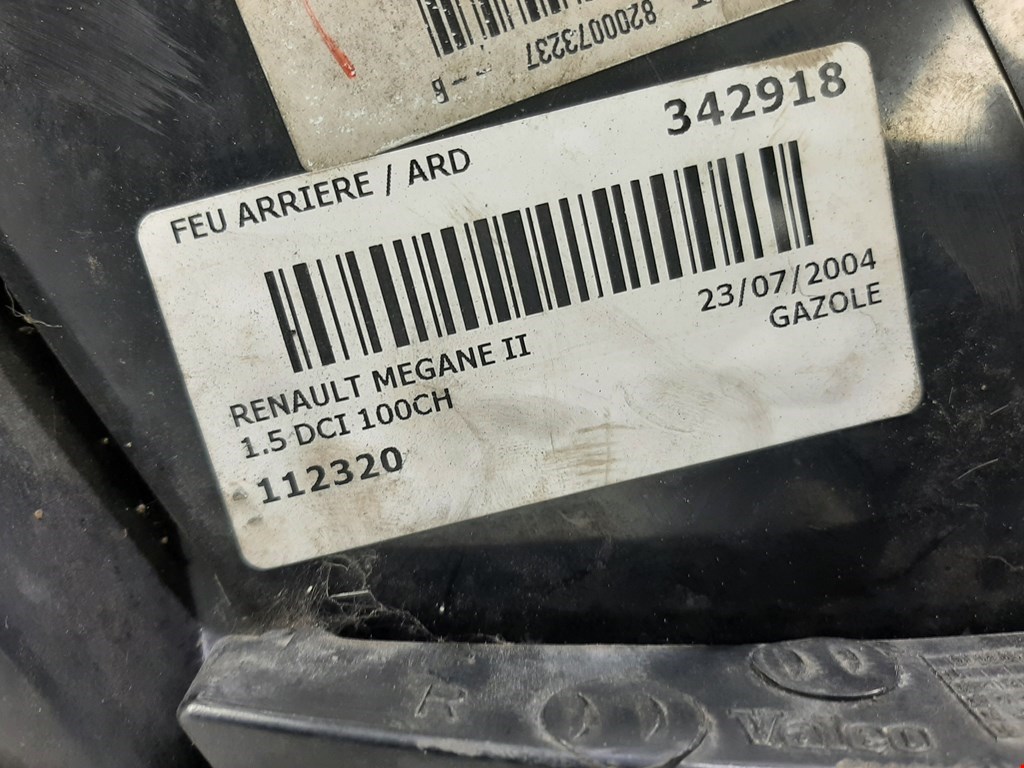 8200073237
342918
FEU ARRIERE / ARD
23/07/2004
GAZOLE
RENAULT MEGANE II
1.5 DCI 100CH
112320
R
Valeo